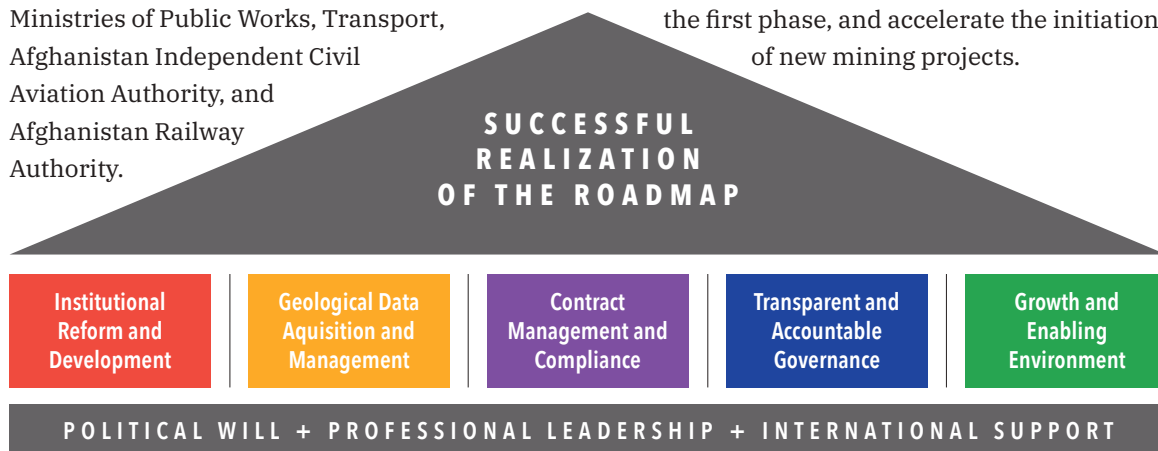 Ministries of Public Works, Transport,
Afghanistan Independent Civil
Aviation Authority, and
Afghanistan Railway
Authority.
the first phase, and accelerate the initiation
of new mining projects.
SUCCESSFUL
REALIZATION
OF THE ROADMAP
Institutional
Reform and
Development
Geological Data
Aquisition and
Management
Contract
Management and
Compliance
Transparent and
Accountable
Governance
Growth and
Enabling
Environment
POLITICAL WILL + PROFESSIONAL LEADERSHIP + INTERNATIONAL SUPPORT